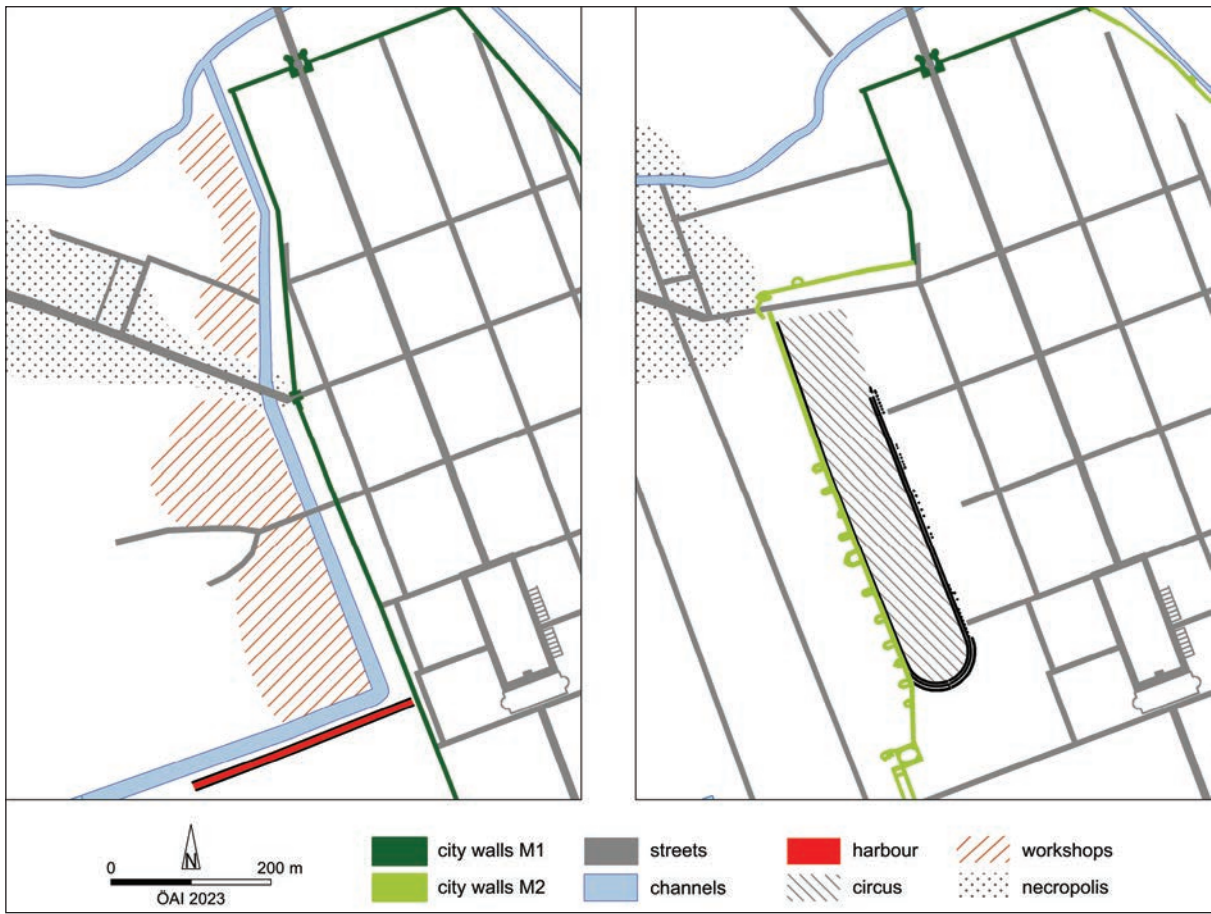 N
0 200 m
ÖAI 2023
city walls M1
city walls M2
streets
channels
harbour
circus
workshops
necropolis